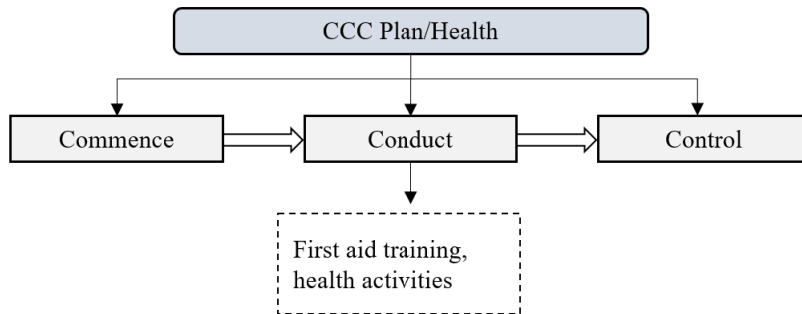 CCC Plan/Health
Commence
Conduct
Control
First aid training,
health activities